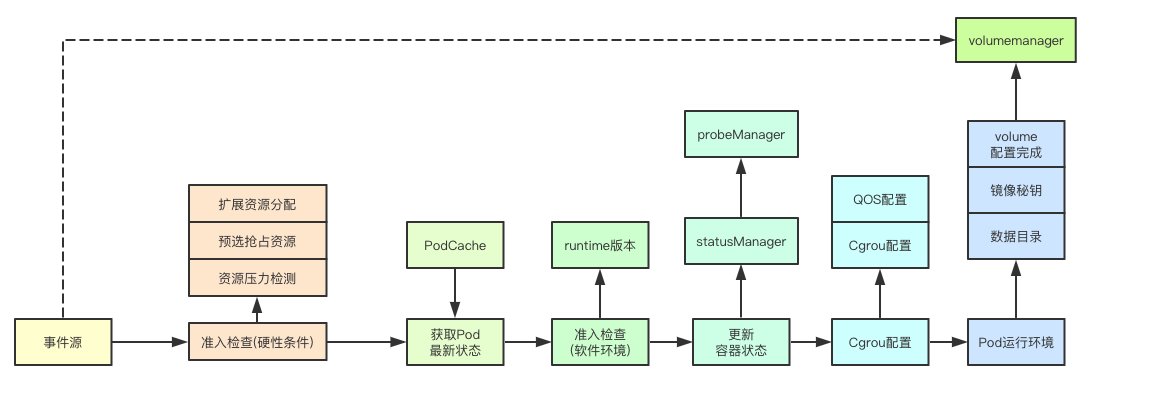 volumemanager
probeManager
volume
配置完成
扩展资源分配
QOS配置
镜像秘钥
预选抢占资源
PodCache
runtime版本
statusManager
Cgrou配置
数据目录
资源压力检测
事件源
准入检查(硬性条件)
获取Pod
最新状态
准入检查
(软件环境)
更新
容器状态
Cgrou配置
Pod运行环境